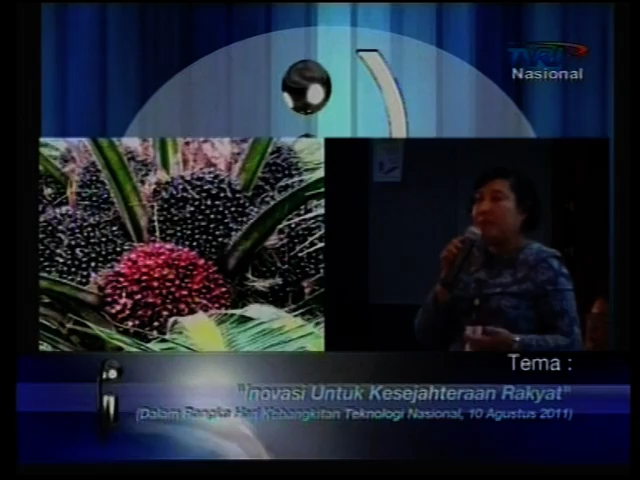 TVRI
Nasional
Tema :
"Inovasi Untuk Kesejahteraan Rakyat"
(Dalam Rangka Hari Kebangkitan Teknologi Nasional, 10 Agustus 2011)